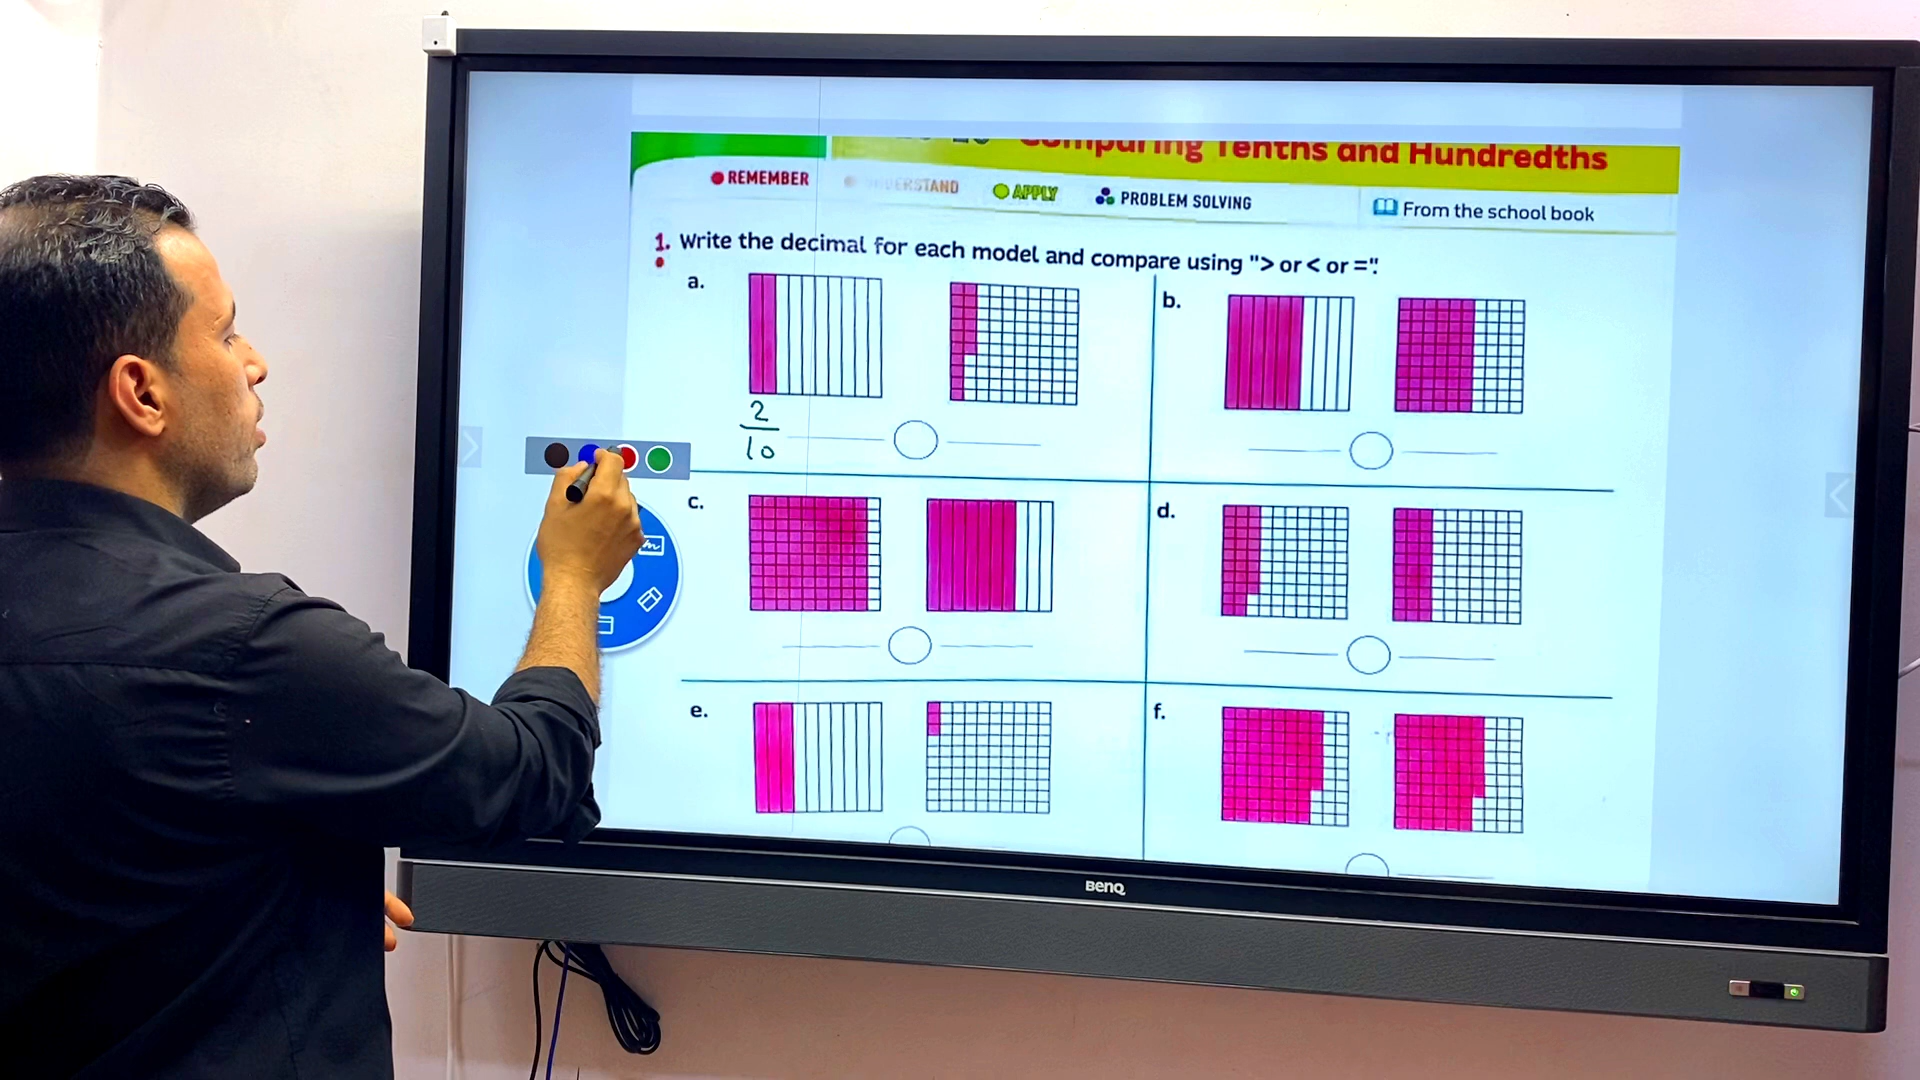 Comparing Tenths and Hundredths
REMEMBER
UNDERSTAND
APPLY
PROBLEM SOLVING
From the school book
1. Write the decimal for each model and compare using "> or < or =".
a.
b.
2
10
c.
d.
e.
f.
BenQ